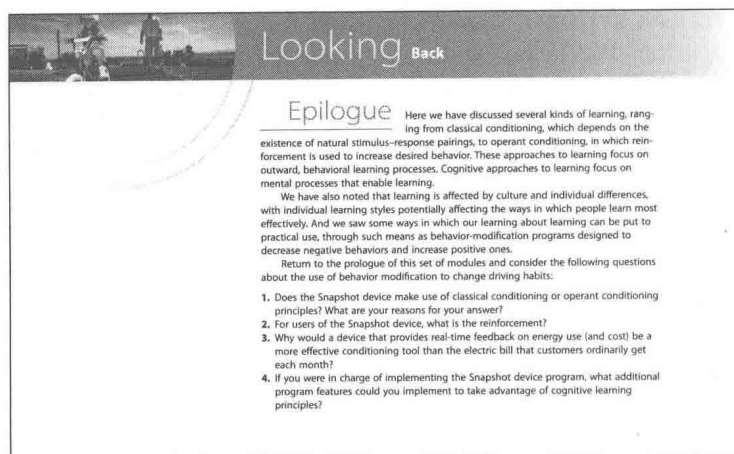 Looking Back
Epilogue Here we have discussed several kinds of learning, rang-
ing from classical conditioning, which depends on the
existence of natural stimulus–response pairings, to operant conditioning, in which rein-
forcement is used to increase desired behavior. These approaches to learning focus on
outward, behavioral learning processes. Cognitive approaches to learning focus on
mental processes that enable learning.
We have also noted that learning is affected by culture and individual differences,
with individual learning styles potentially affecting the ways in which people learn most
effectively. And we saw some ways in which our learning about learning can be put to
practical use, through such means as behavior-modification programs designed to
decrease negative behaviors and increase positive ones.
Return to the prologue of this set of modules and consider the following questions
about the use of behavior modification to change driving habits:
1. Does the Snapshot device make use of classical conditioning or operant conditioning
principles? What are your reasons for your answer?
2. For users of the Snapshot device, what is the reinforcement?
3. Why would a device that provides real-time feedback on energy use (and cost) be a
more effective conditioning tool than the electric bill that customers ordinarily get
each month?
4. If you were in charge of implementing the Snapshot device program, what additional
program features could you implement to take advantage of cognitive learning
principles?